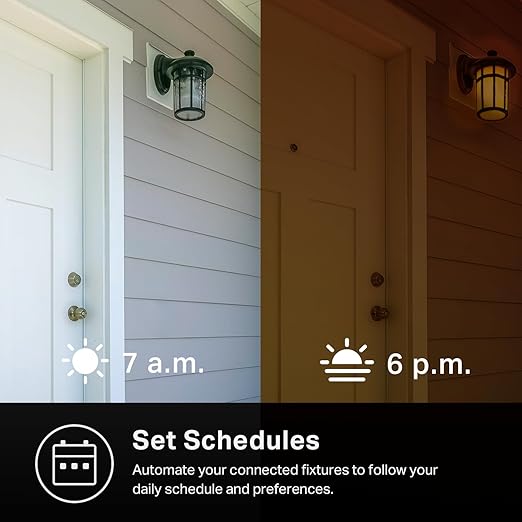 7 a.m.
6 p.m.
Set Schedules
Automate your connected fixtures to follow your
daily schedule and preferences.